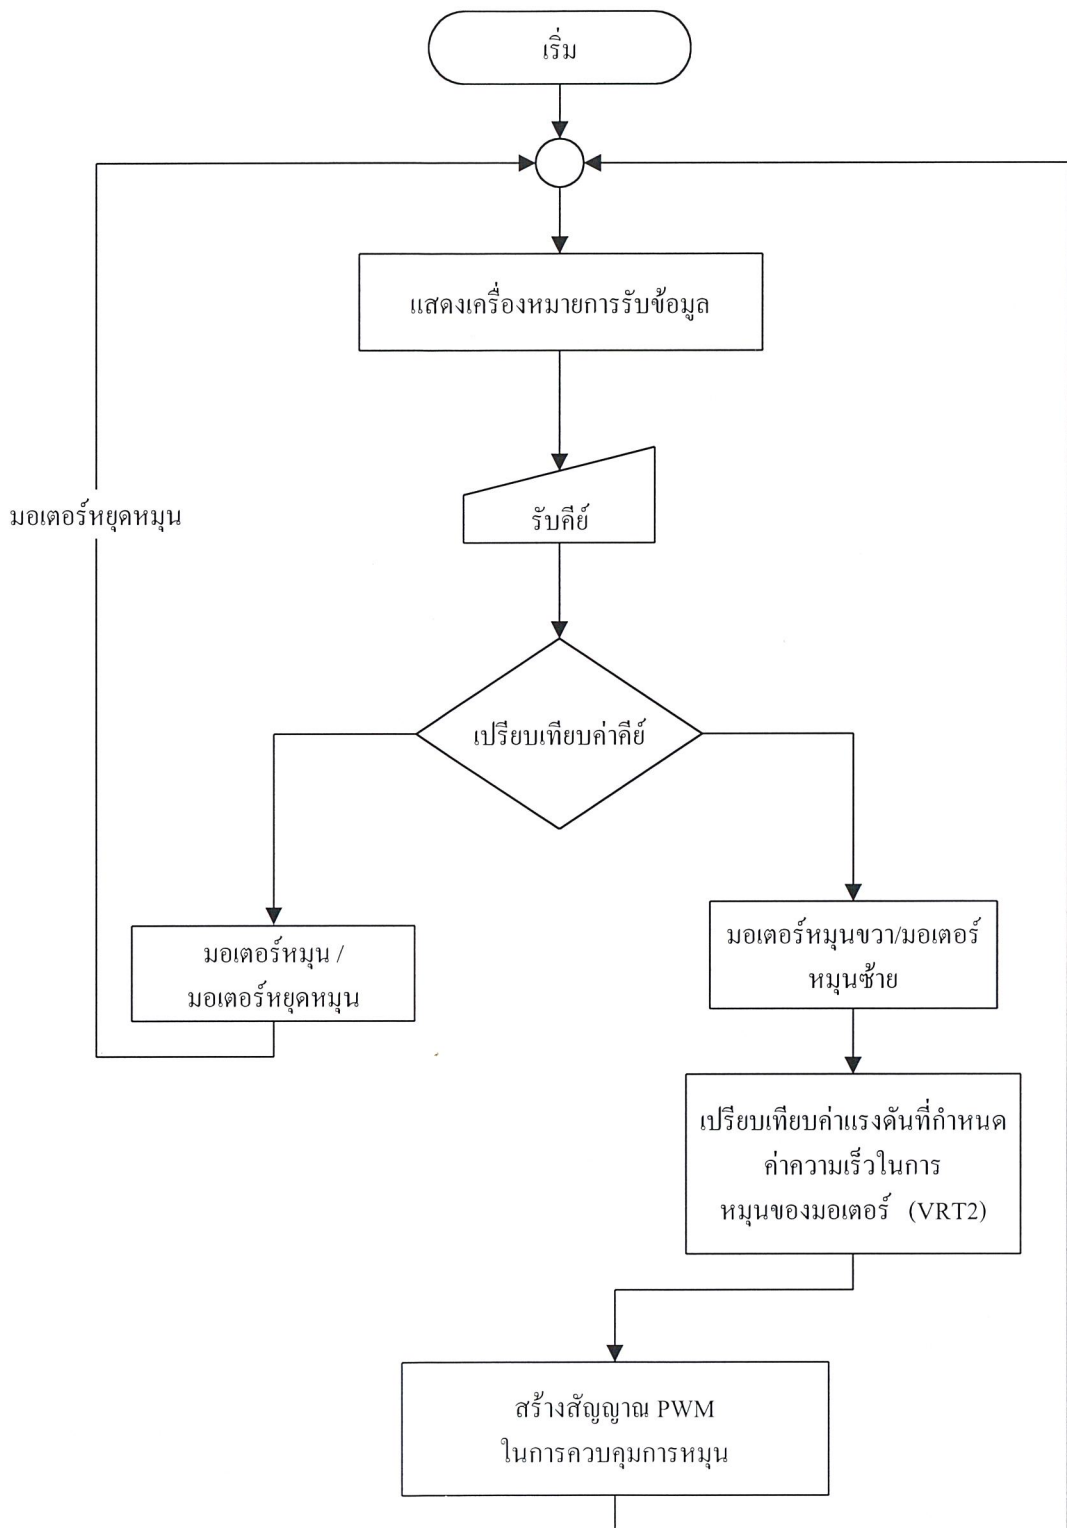 เริ่ม
แสดงเครื่องหมายการรับข้อมูล
รับคีย์
มอเตอร์หยุดหมุน
เปรียบเทียบค่าคีย์
มอเตอร์หมุน /
มอเตอร์หยุดหมุน
มอเตอร์หมุนขวา/มอเตอร์
หมุนซ้าย
เปรียบเทียบค่าแรงดันที่กำหนด
ค่าความเร็วในการ
หมุนของมอเตอร์ (VRT2)
สร้างสัญญาณ PWM
ในการควบคุมการหมุน